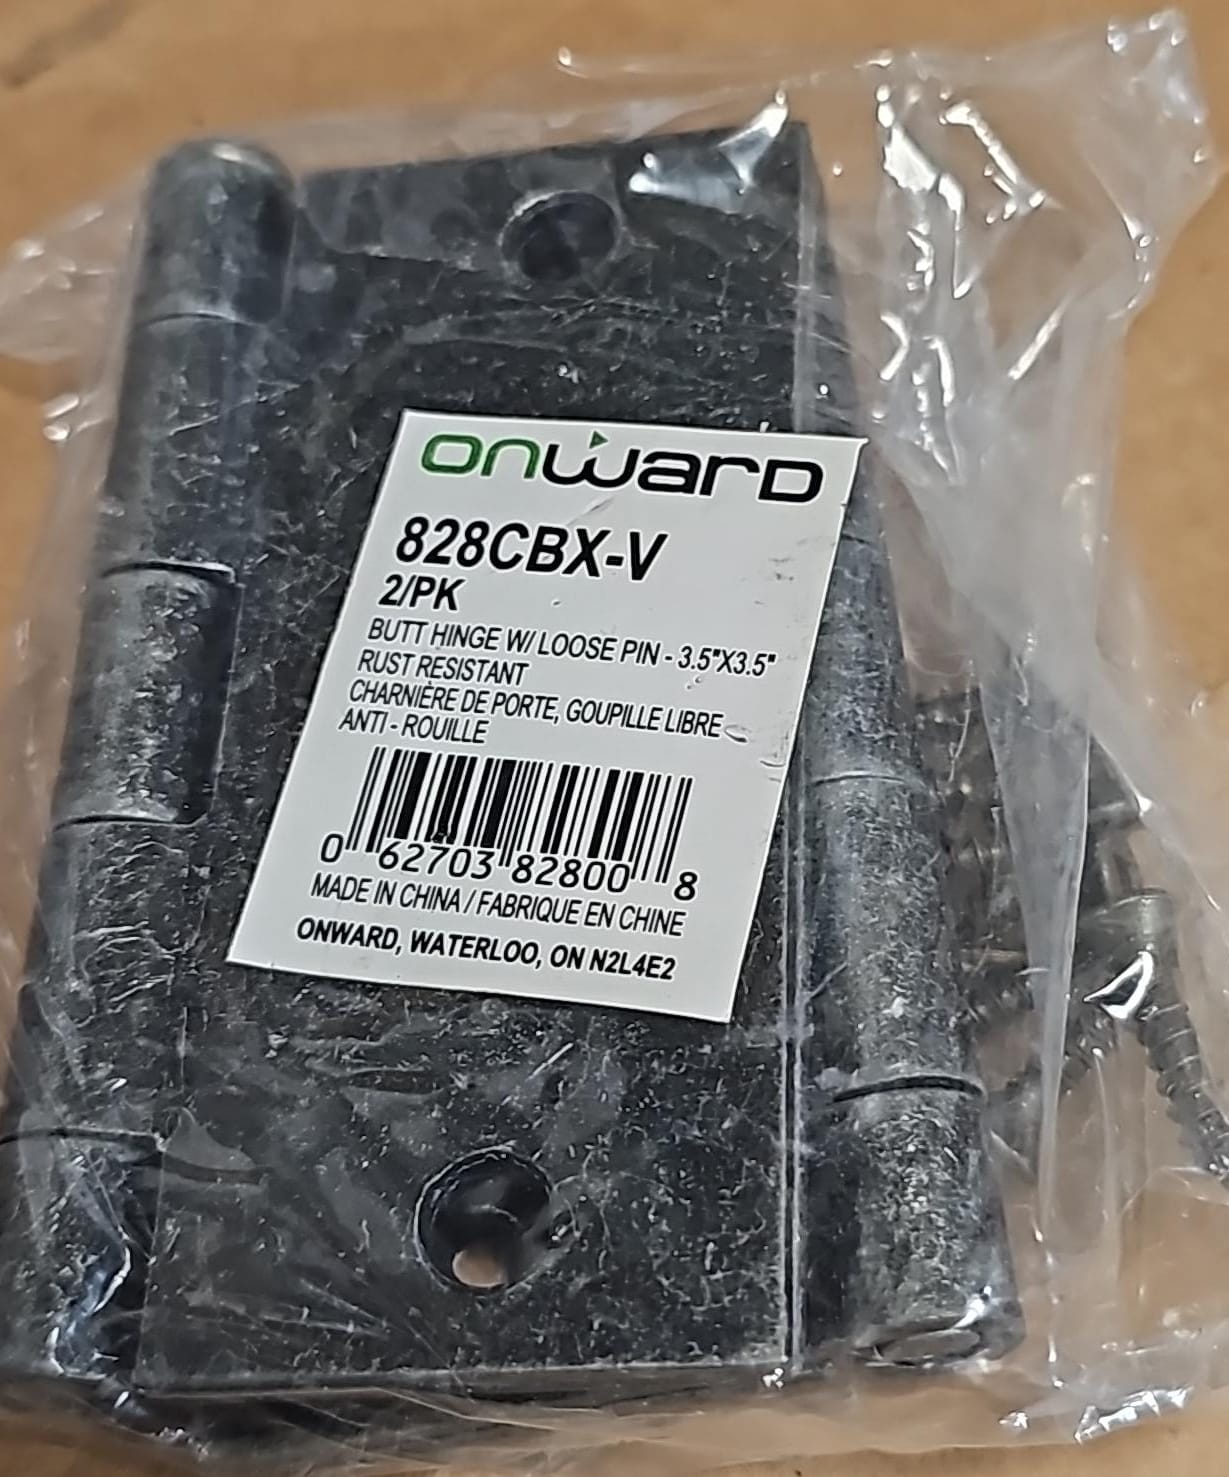 onward
828CBX-V
2/PK
BUTT HINGE W/ LOOSE PIN - 3.5"X3.5"
RUST RESISTANT
CHARNIÈRE DE PORTE, GOUPILLE LIBRE
ANTI - ROUILLE
0 62703 82800 8
MADE IN CHINA / FABRIQUE EN CHINE
ONWARD, WATERLOO, ON N2L4E2